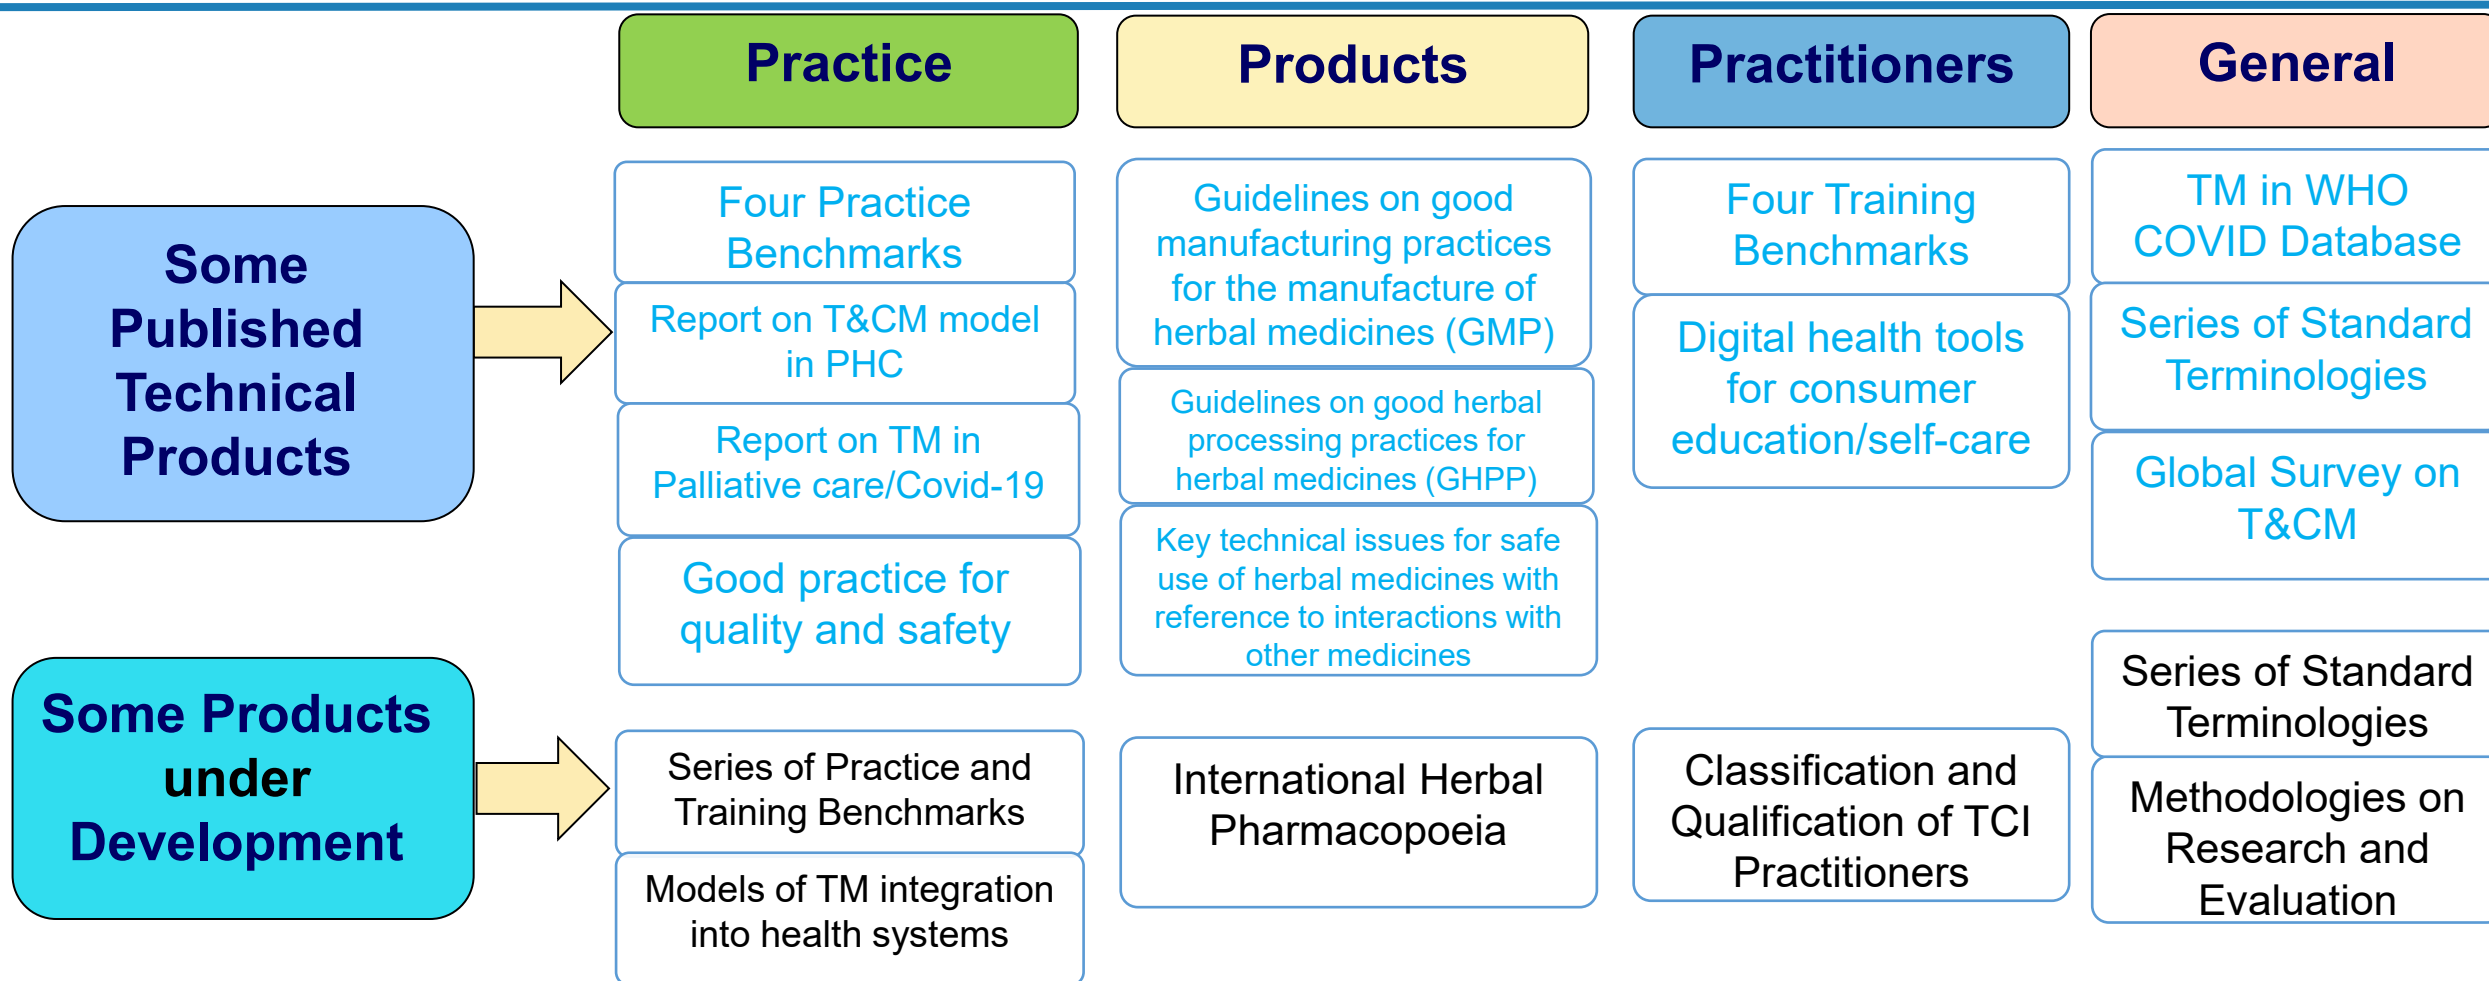 Practice
Products
Practitioners
General
Some
Published
Technical
Products
Four Practice
Benchmarks
Report on T&CM model
in PHC
Report on TM in
Palliative care/Covid-19
Good practice for
quality and safety
Guidelines on good
manufacturing practices
for the manufacture of
herbal medicines (GMP)
Guidelines on good herbal
processing practices for
herbal medicines (GHPP)
Key technical issues for safe
use of herbal medicines with
reference to interactions with
other medicines
Four Training
Benchmarks
Digital health tools
for consumer
education/self-care
TM in WHO
COVID Database
Series of Standard
Terminologies
Global Survey on
T&CM
Some Products
under
Development
Series of Practice and
Training Benchmarks
Models of TM integration
into health systems
International Herbal
Pharmacopoeia
Classification and
Qualification of TCI
Practitioners
Series of Standard
Terminologies
Methodologies on
Research and
Evaluation